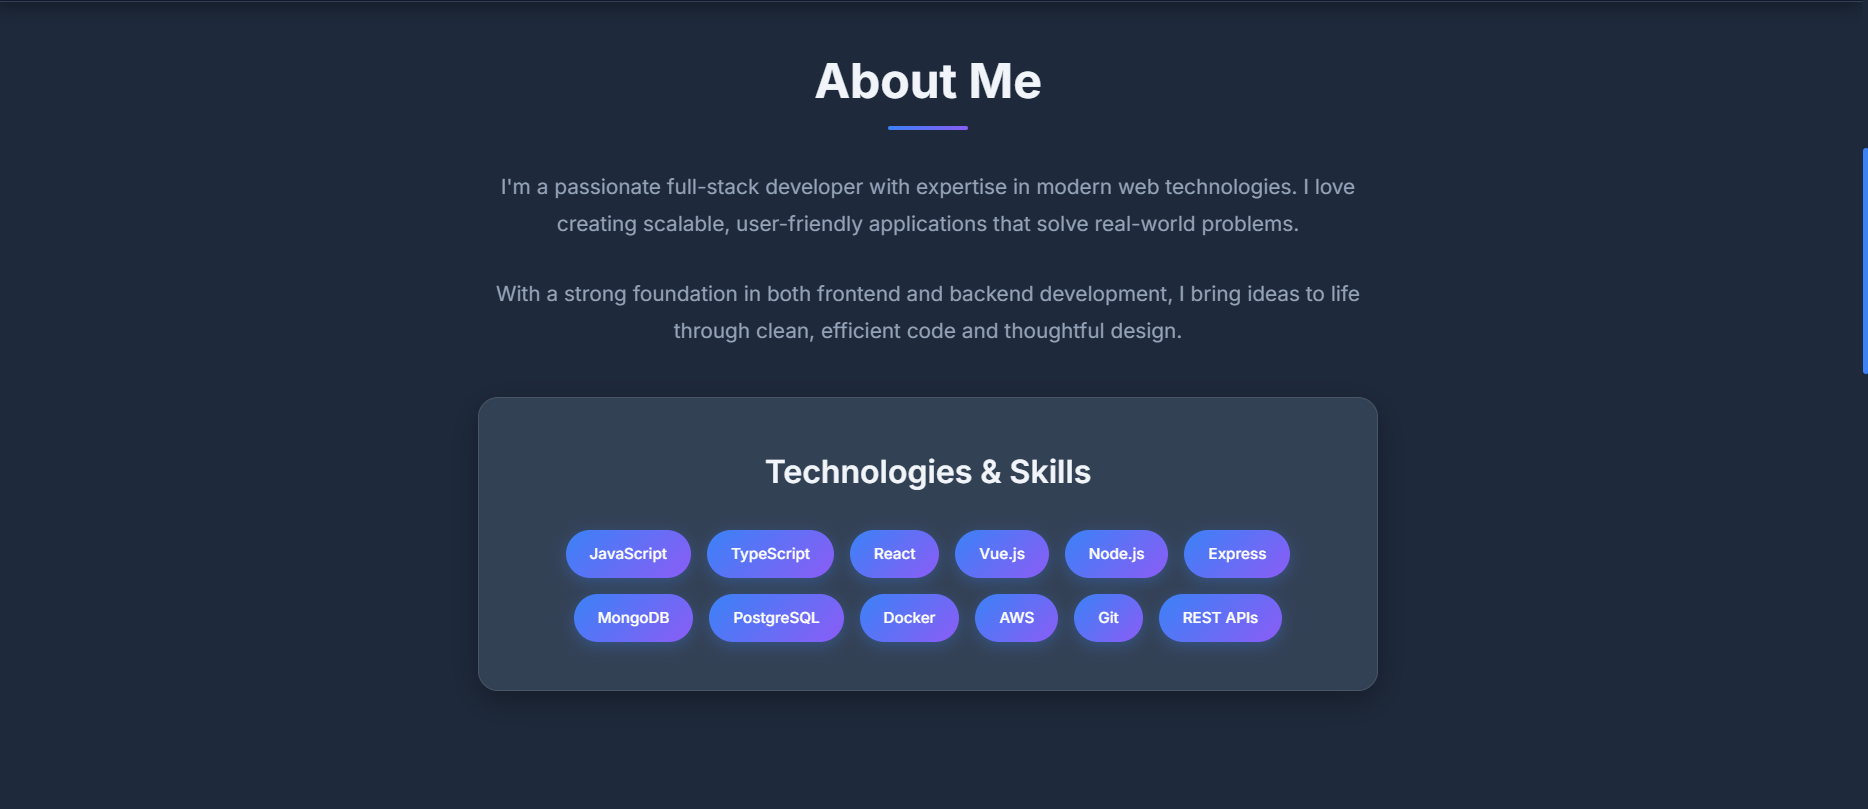 About Me
I'm a passionate full-stack developer with expertise in modern web technologies. I love
creating scalable, user-friendly applications that solve real-world problems.
With a strong foundation in both frontend and backend development, I bring ideas to life
through clean, efficient code and thoughtful design.
Technologies & Skills
JavaScript TypeScript React Vue.js Node.js Express
MongoDB PostgreSQL Docker AWS Git REST APIs